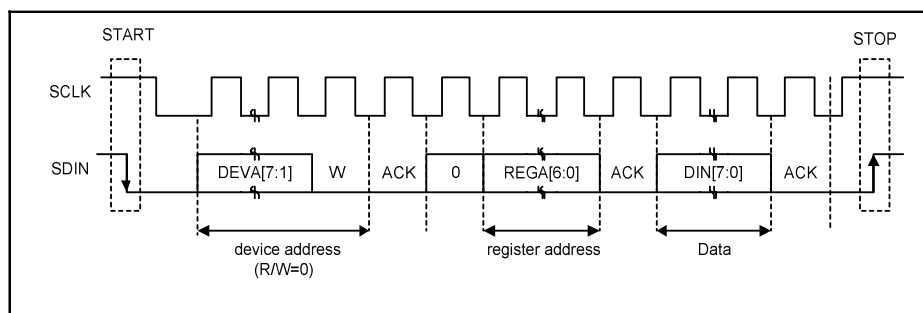 START
STOP
SCLK
SDIN
DEVA[7:1] W ACK 0 REGA[6:0] ACK DIN[7:0] ACK
device address register address Data
(R/W=0)